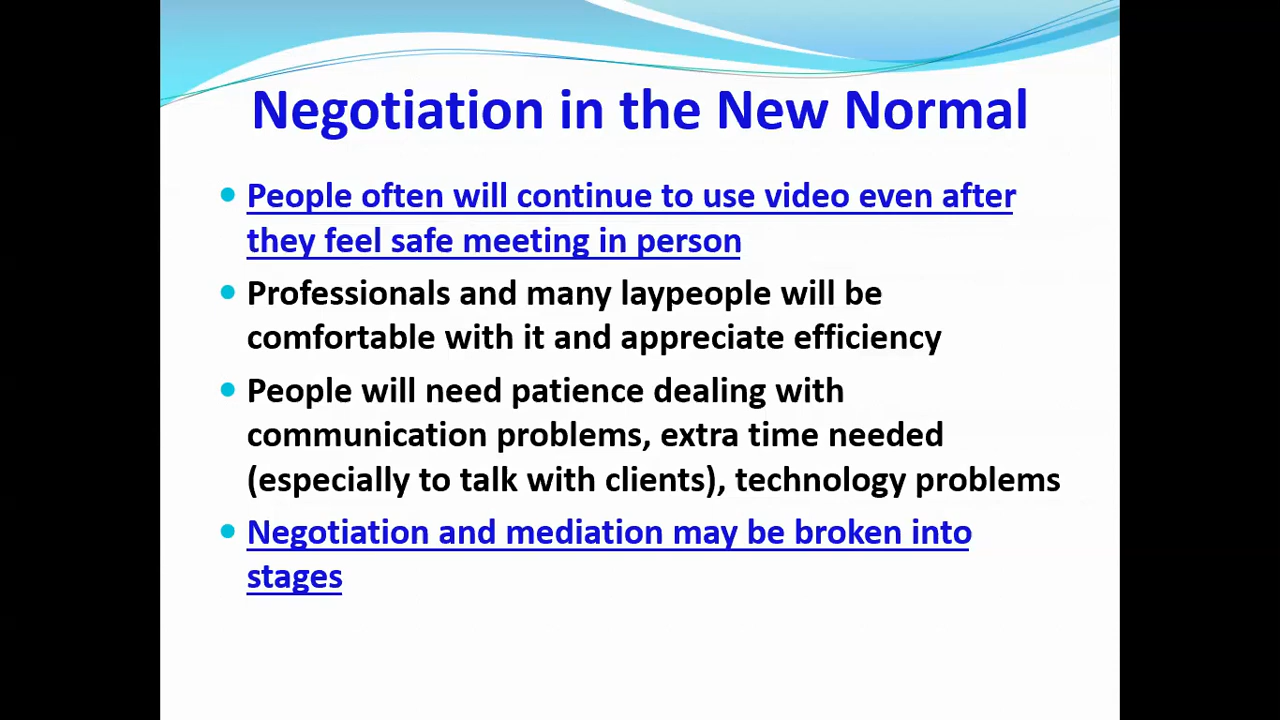 Negotiation in the New Normal
• People often will continue to use video even after
they feel safe meeting in person
• Professionals and many laypeople will be
comfortable with it and appreciate efficiency
• People will need patience dealing with
communication problems, extra time needed
(especially to talk with clients), technology problems
• Negotiation and mediation may be broken into
stages